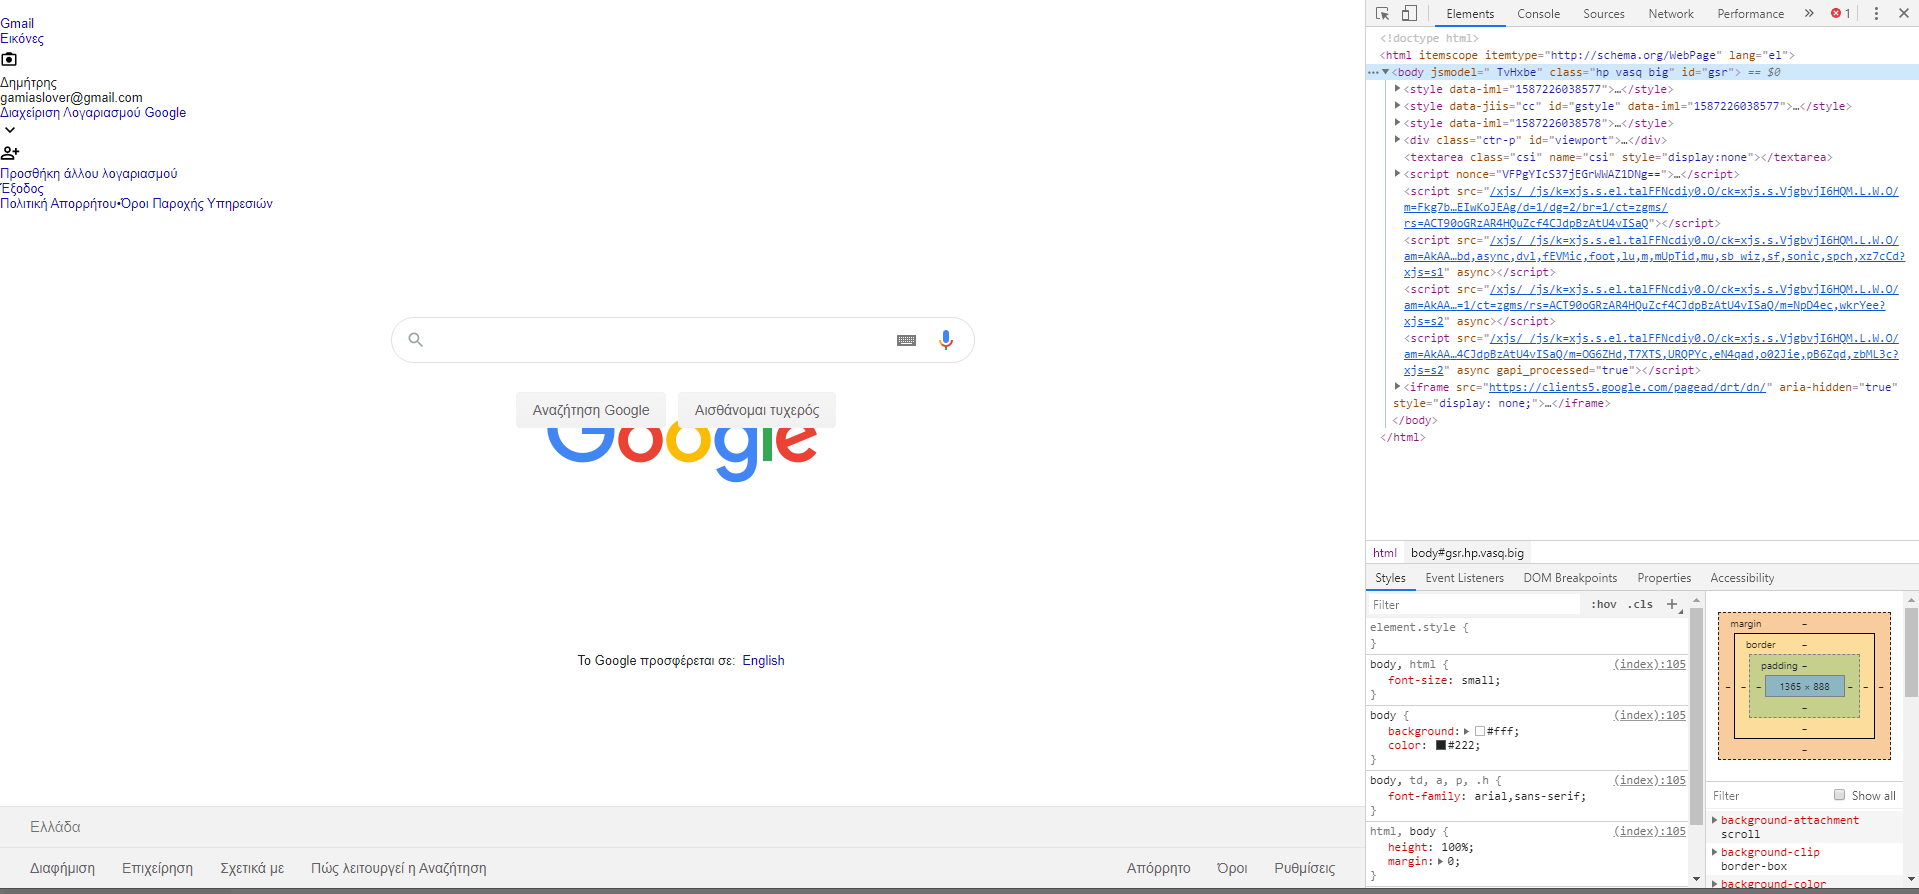 Gmail
Εικόνες
Δημήτρης
gamiaslover@gmail.com
Διαχείριση Λογαριασμού Google
Προσθήκη άλλου λογαριασμού
Έξοδος
Πολιτική Απορρήτου•Όροι Παροχής Υπηρεσιών
Αναζήτηση Google Αισθάνομαι τυχερός
Google
Το Google προσφέρεται σε: English
Ελλάδα
Διαφήμιση Επιχείρηση Σχετικά με Πώς λειτουργεί η Αναζήτηση Απόρρητο Όροι Ρυθμίσεις
Elements Console Sources Network Performance » 1
<!doctype html>
<html itemscope itemtype="http://schema.org/WebPage" lang="el">
<body jsmodel=" TvHxbe" class="hp vasq big" id="gsr"> == $0
<style data-iml="1587226038577">…</style>
<style data-jiis="cc" id="gstyle" data-iml="1587226038577">…</style>
<style data-iml="1587226038578">…</style>
<div class="ctr-p" id="viewport">…</div>
<textarea class="csi" name="csi" style="display:none"></textarea>
<script nonce="VFPgYIcS37jEGrWWAZ1DNg==">…</script>
<script src="/xjs/_/js/k=xjs.s.el.talFFNcdiy0.O/ck=xjs.s.VjgbvjI6HQM.L.W.O/
m=Fkg7b…EIwKoJEAg/d=1/dg=2/br=1/ct=zgms/
rs=ACT90oGRzAR4HQuZcf4CJdpBzAtU4vISaQ"></script>
<script src="/xjs/_/js/k=xjs.s.el.talFFNcdiy0.O/ck=xjs.s.VjgbvjI6HQM.L.W.O/
am=AkAA…bd,async,dvl,fEVMic,foot,lu,m,mUpTid,mu,sb_wiz,sf,sonic,spch,xz7cCd?
xjs=s1" async></script>
<script src="/xjs/_/js/k=xjs.s.el.talFFNcdiy0.O/ck=xjs.s.VjgbvjI6HQM.L.W.O/
am=AkAA…=1/ct=zgms/rs=ACT90oGRzAR4HQuZcf4CJdpBzAtU4vISaQ/m=NpD4ec,wkrYee?
xjs=s2" async></script>
<script src="/xjs/_/js/k=xjs.s.el.talFFNcdiy0.O/ck=xjs.s.VjgbvjI6HQM.L.W.O/
am=AkAA…4CJdpBzAtU4vISaQ/m=OG6ZHd,T7XTS,URQPYc,eN4qad,o02Jie,pB6Zqd,zbML3c?
xjs=s2" async gapi_processed="true"></script>
<iframe src="https://clients5.google.com/pagead/drt/dn/" aria-hidden="true"
style="display: none;">…</iframe>
</body>
</html>
html body#gsr.hp.vasq.big
Styles Event Listeners DOM Breakpoints Properties Accessibility
Filter :hov .cls +
element.style {
}
body, html { (index):105
font-size: small;
}
body { (index):105
background: #fff;
color: #222;
}
body, td, a, p, .h { (index):105
font-family: arial,sans-serif;
}
html, body { (index):105
height: 100%;
margin: 0;
}
margin –
border –
padding –
– – – 1365 × 888 – – –
–
–
–
Filter Show all
background-attachment
scroll
background-clip
border-box
background-color